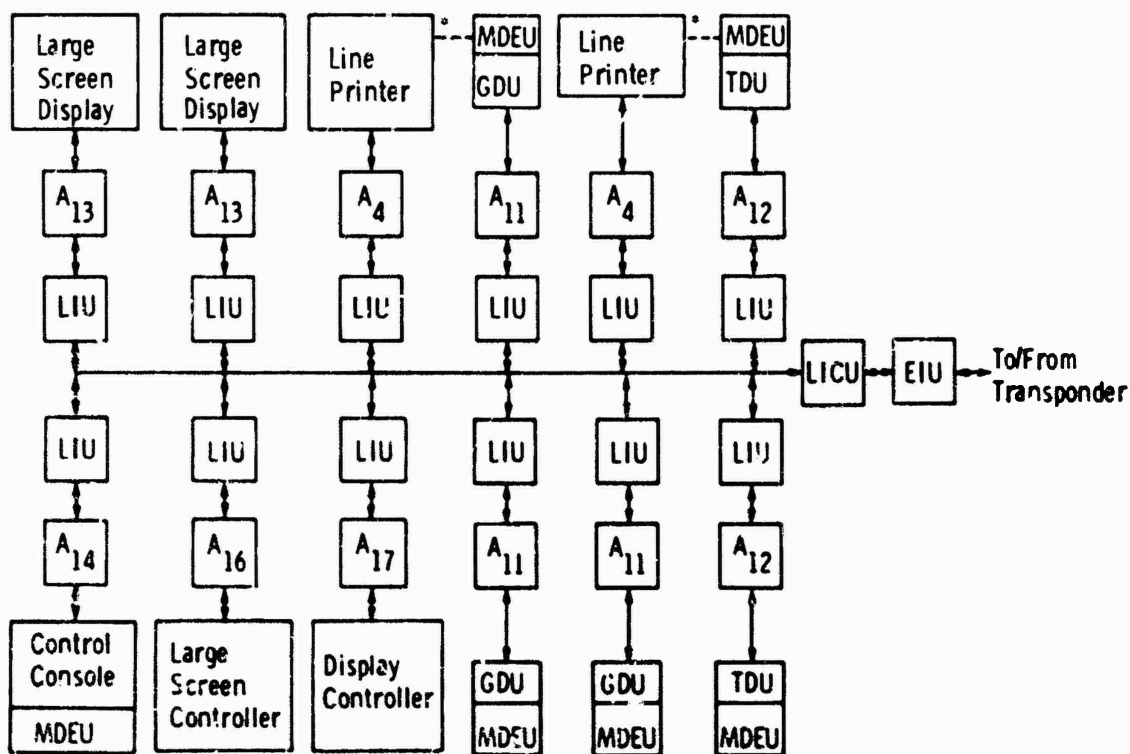 Large Screen Display
Large Screen Display
Line Printer
*
MDEU
GDU
Line Printer
*
MDEU
TDU
A13
A13
A4
A11
A4
A12
LIU
LIU
LIU
LIU
LIU
LIU
LICU
EIU
To/From Transponder
LIU
LIU
LIU
LIU
LIU
LIU
A14
A16
A17
A11
A11
A12
Control Console
MDEU
Large Screen Controller
Display Controller
GDU
MDEU
GDU
MDEU
TDU
MDEU